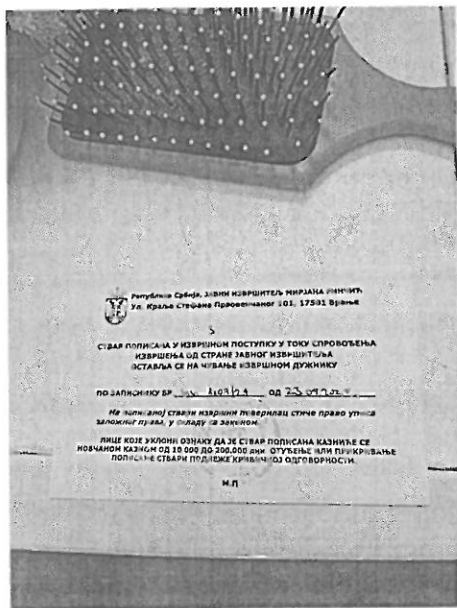 Република Србија, ЈАВНИ ИЗВРШИТЕЉ МИРЈАНА
Ул. Краља Стефана Првовенчаног 101, 17501 Врање
5
СТВАР ПОПИСАНА У ИЗВРШНОМ ПОСТУПКУ У ТОКУ СПРОВОЂЕЊА
ИЗВРШЕЊА ОД СТРАНЕ ЈАВНОГ ИЗВРШИТЕЉА
ОСТАВЉА СЕ НА ЧУВАЊЕ ИЗВРШНОМ ДУЖНИКУ
ПО ЗАПИСНИКУ БР ОД
На пописаној ствари извршни поверилац стиче право уписа
заложног права, у складу са законом.
ЛИЦЕ КОЈЕ УКЛОНИ ОЗНАКУ ДА ЈЕ СТВАР ПОПИСАНА КАЗНИЋЕ СЕ
НОВЧАНОМ КАЗНОМ ОД 10.000 ДО 200.000 дин. ОТУЂЕЊЕ ИЛИ ПРИКРИВАЊЕ
ПОПИСАНЕ СТВАРИ ПОДЛЕЖЕ КРИВИЧНОЈ ОДГОВОРНОСТИ.
М.П